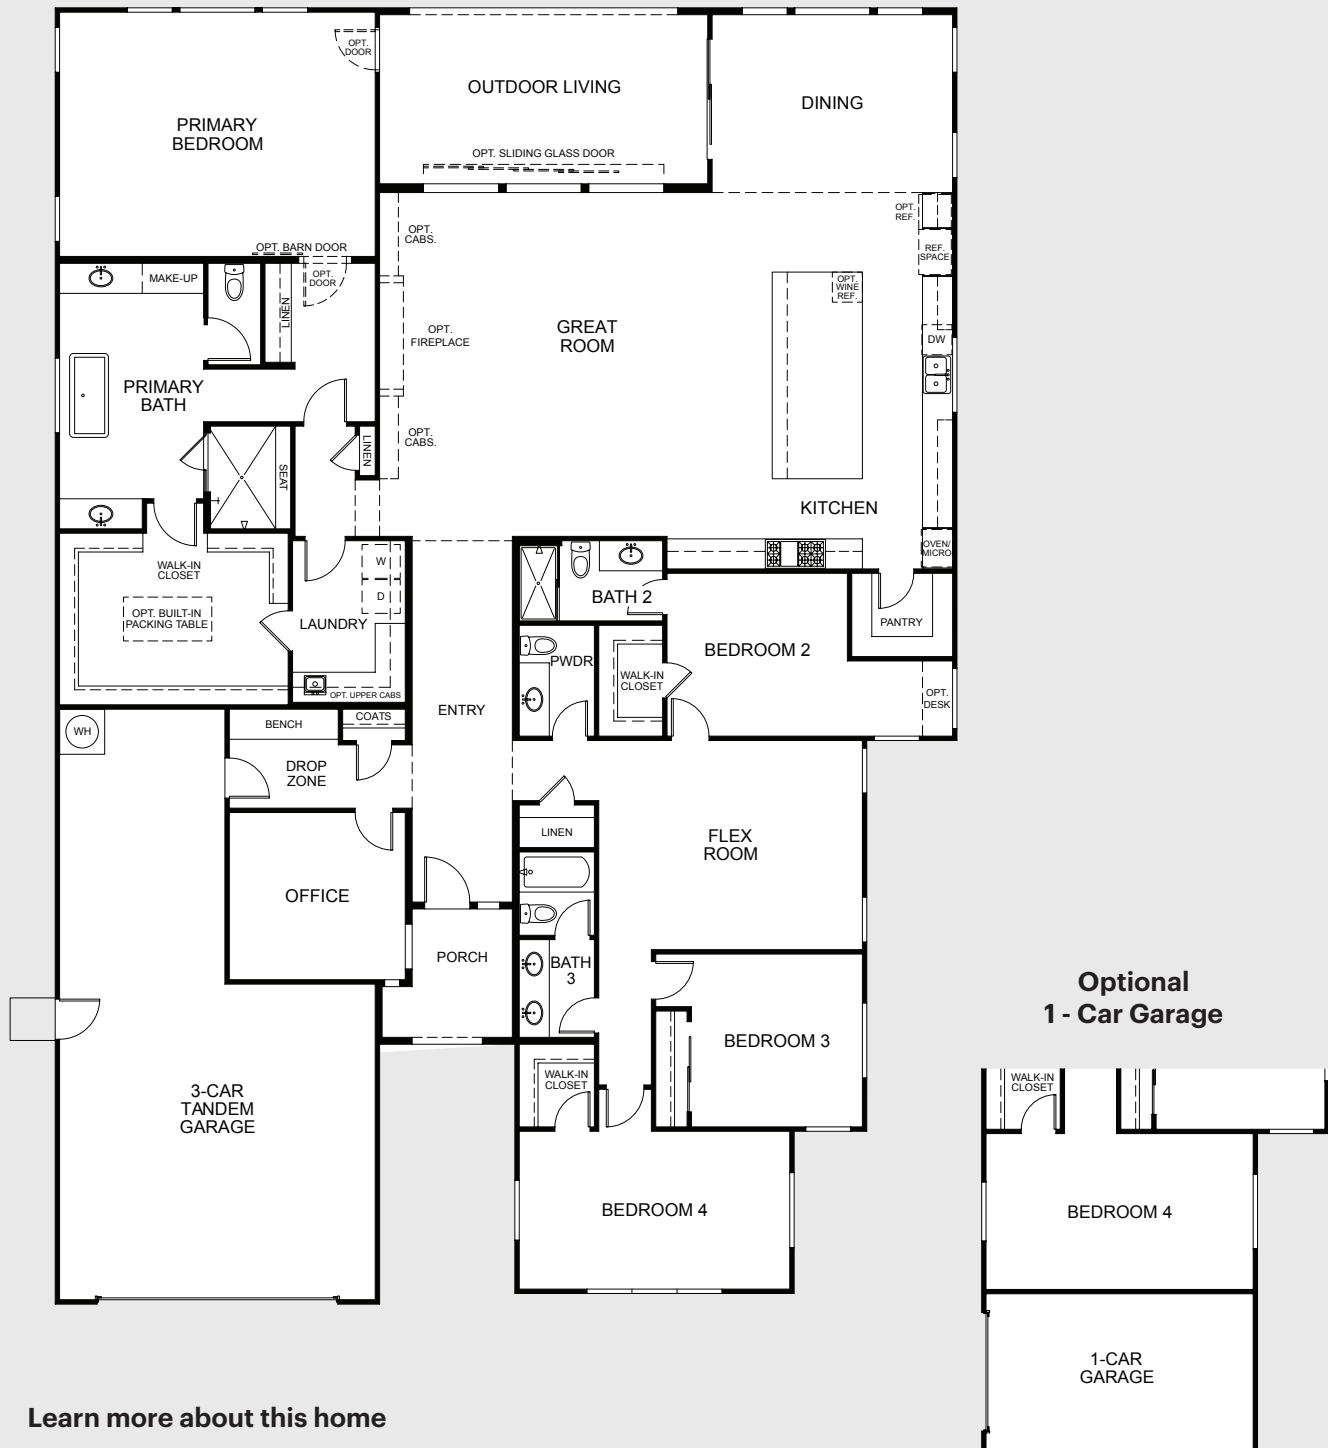 OPT.
DOOR
OUTDOOR LIVING
DINING
PRIMARY
BEDROOM
OPT. SLIDING GLASS DOOR
OPT.
REF.
OPT.
CABS.
OPT. BARN DOOR
REF.
SPACE
MAKE-UP
OPT.
DOOR
LINEN
OPT.
WINE
REF.
OPT.
FIREPLACE
GREAT
ROOM
DW
PRIMARY
BATH
OPT.
CABS.
LINEN
SEAT
KITCHEN
OVEN/
MICRO
WALK-IN
CLOSET
W
D
OPT. BUILT-IN
PACKING TABLE
LAUNDRY
BATH 2
PANTRY
BEDROOM 2
PWDR
WALK-IN
CLOSET
OPT.
DESK
OPT. UPPER CABS
ENTRY
WH
BENCH
COATS
DROP
ZONE
LINEN
FLEX
ROOM
OFFICE
PORCH
BATH
3
BEDROOM 3
WALK-IN
CLOSET
3-CAR
TANDEM
GARAGE
BEDROOM 4
Optional
1 - Car Garage
WALK-IN
CLOSET
BEDROOM 4
1-CAR
GARAGE
Learn more about this home